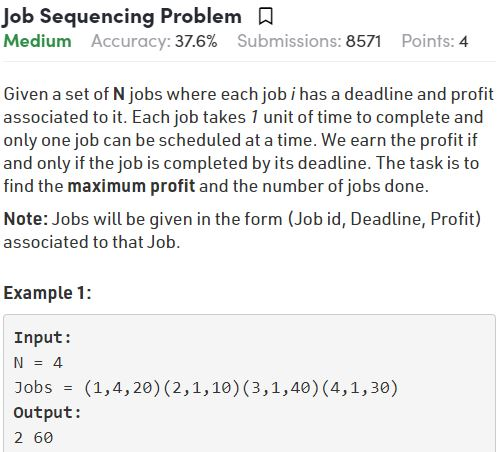 Job Sequencing Problem
Medium Accuracy: 37.6% Submissions: 8571 Points: 4
Given a set of N jobs where each job i has a deadline and profit
associated to it. Each job takes 1 unit of time to complete and
only one job can be scheduled at a time. We earn the profit if
and only if the job is completed by its deadline. The task is to
find the maximum profit and the number of jobs done.
Note: Jobs will be given in the form (Job id, Deadline, Profit)
associated to that Job.
Example 1:
Input:
N = 4
Jobs = (1,4,20)(2,1,10)(3,1,40)(4,1,30)
Output:
2 60